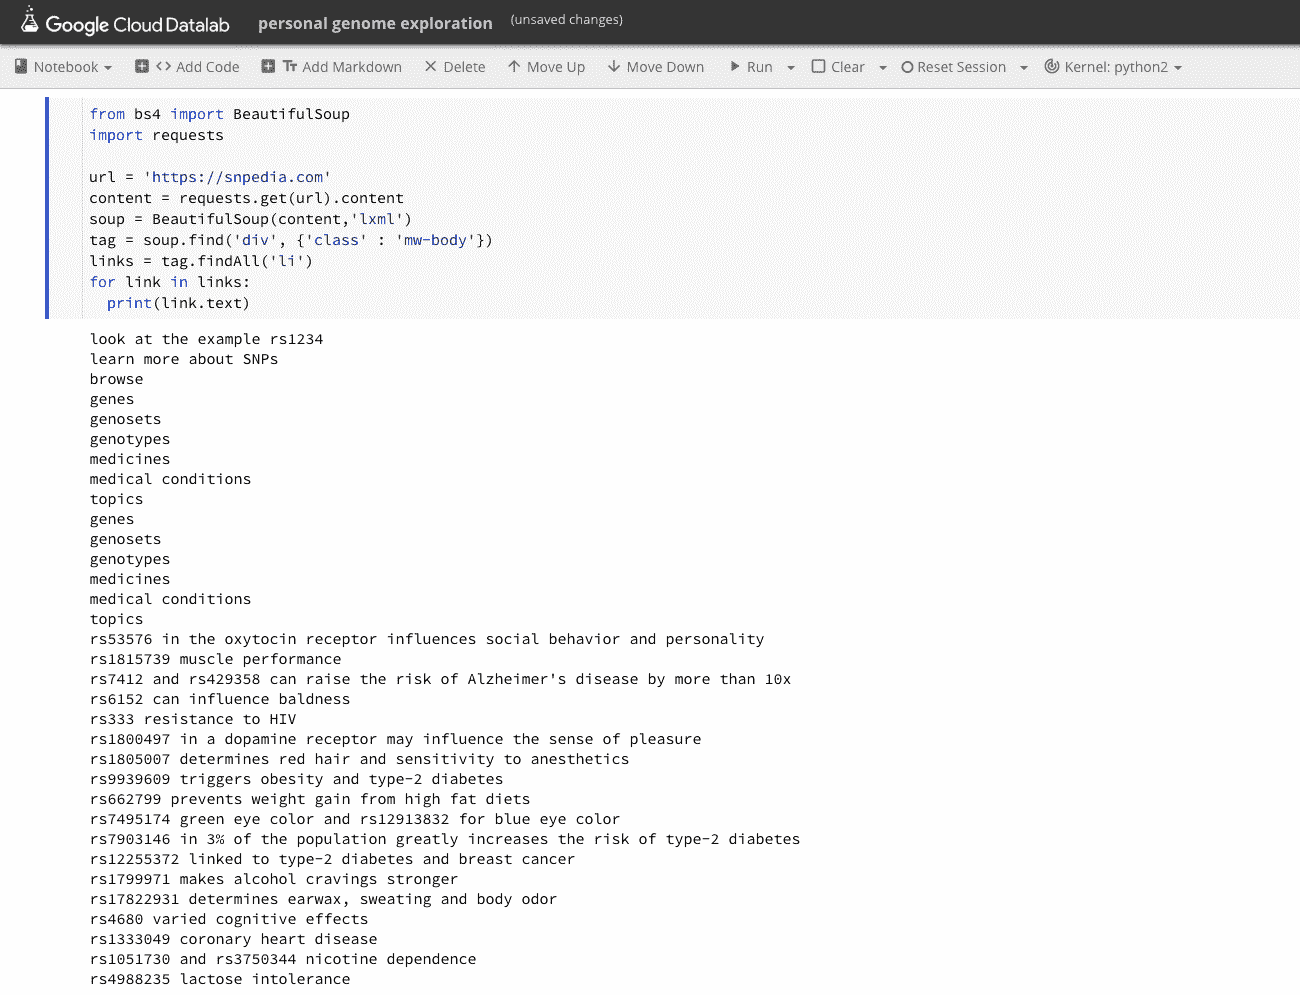 Google Cloud Datalab personal genome exploration (unsaved changes)
Notebook <> Add Code Tт Add Markdown Delete Move Up Move Down Run Clear Reset Session Kernel: python2
from bs4 import BeautifulSoup
import requests
url = 'https://snpedia.com'
content = requests.get(url).content
soup = BeautifulSoup(content,'lxml')
tag = soup.find('div', {'class' : 'mw-body'})
links = tag.findAll('li')
for link in links:
  print(link.text)
look at the example rs1234
learn more about SNPs
browse
genes
genosets
genotypes
medicines
medical conditions
topics
genes
genosets
genotypes
medicines
medical conditions
topics
rs53576 in the oxytocin receptor influences social behavior and personality
rs1815739 muscle performance
rs7412 and rs429358 can raise the risk of Alzheimer's disease by more than 10x
rs6152 can influence baldness
rs333 resistance to HIV
rs1800497 in a dopamine receptor may influence the sense of pleasure
rs1805007 determines red hair and sensitivity to anesthetics
rs9939609 triggers obesity and type-2 diabetes
rs662799 prevents weight gain from high fat diets
rs7495174 green eye color and rs12913832 for blue eye color
rs7903146 in 3% of the population greatly increases the risk of type-2 diabetes
rs12255372 linked to type-2 diabetes and breast cancer
rs1799971 makes alcohol cravings stronger
rs17822931 determines earwax, sweating and body odor
rs4680 varied cognitive effects
rs1333049 coronary heart disease
rs1051730 and rs3750344 nicotine dependence
rs4988235 lactose intolerance